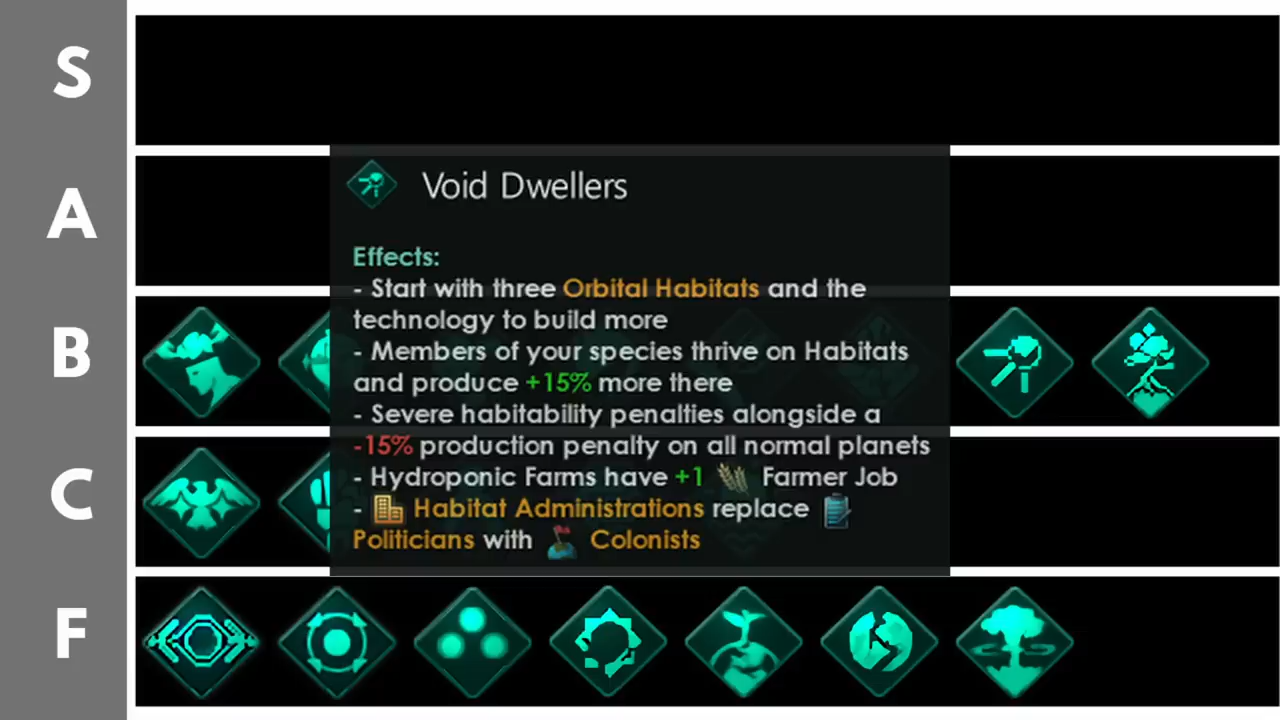 S
A
B
C
F
Void Dwellers
Effects:
- Start with three Orbital Habitats and the
technology to build more
- Members of your species thrive on Habitats
and produce +15% more there
- Severe habitability penalties alongside a
-15% production penalty on all normal planets
- Hydroponic Farms have +1 Farmer Job
- Habitat Administrations replace
Politicians with Colonists